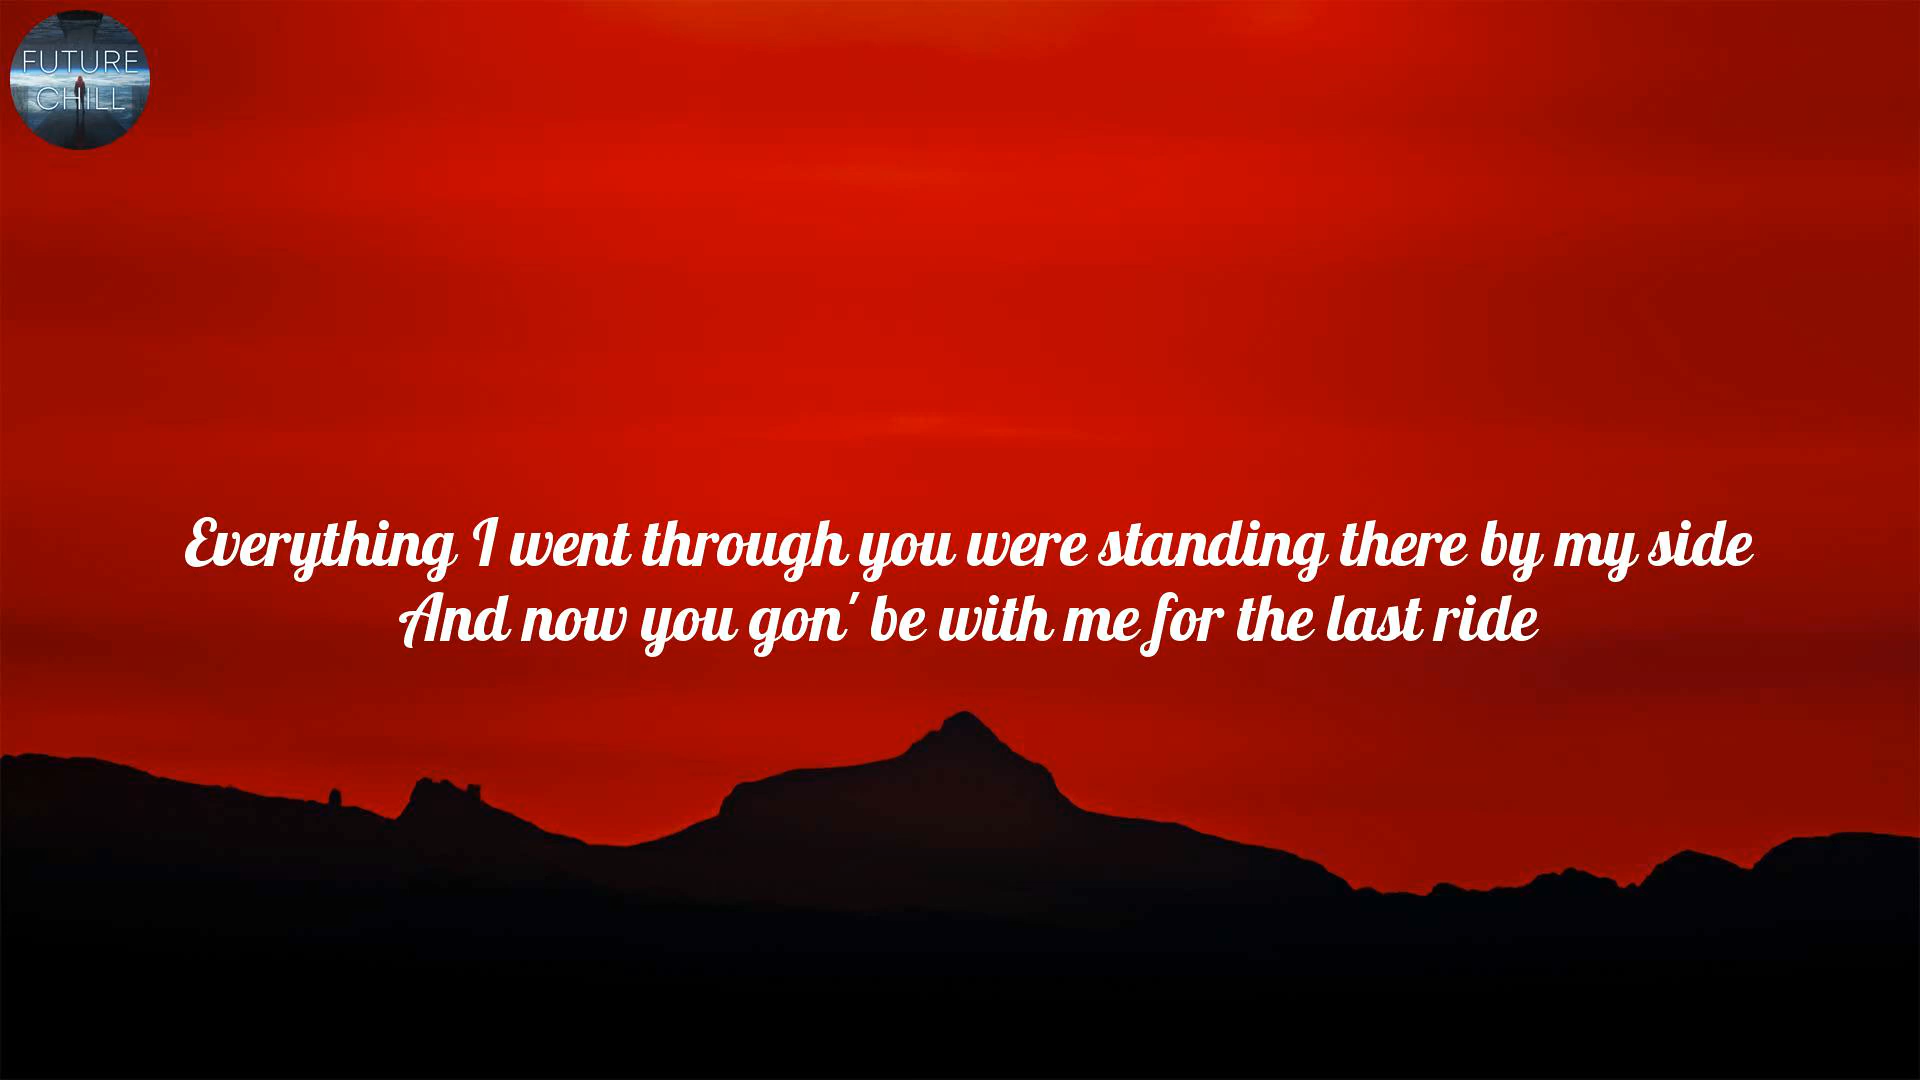 FUTURE
CHILL
Everything I went through you were standing there by my side
And now you gon' be with me for the last ride